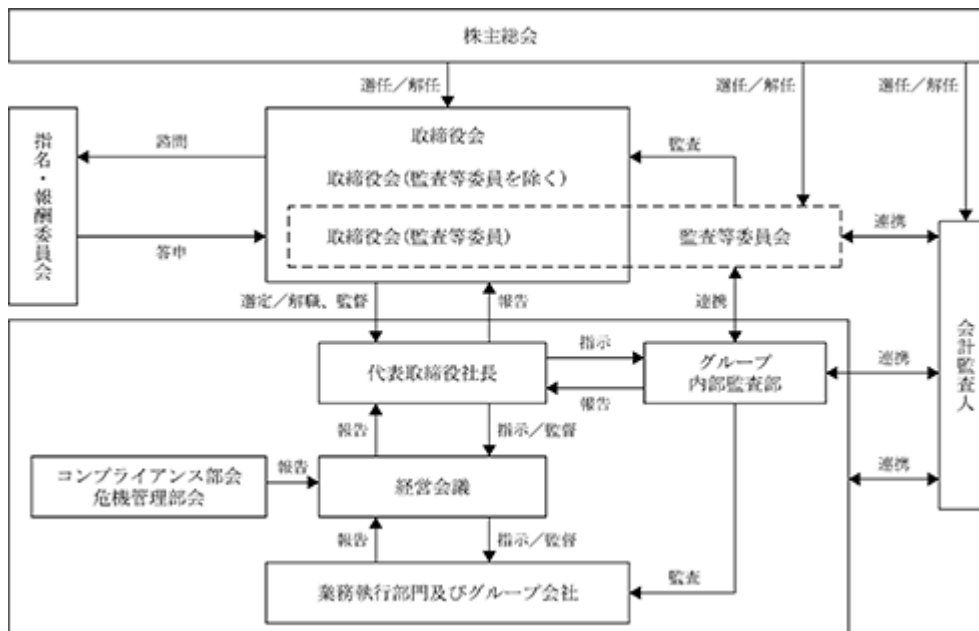 株主総会
選任／解任
選任／解任
選任／解任
指名・報酬委員会
諮問
答申
取締役会
取締役会(監査等委員を除く)
取締役会(監査等委員)
監査
監査等委員会
連携
選定／解職、監督
報告
連携
会計監査人
代表取締役社長
指示
報告
グループ
内部監査部
連携
報告
指示／監督
コンプライアンス部会
危機管理部会
報告
経営会議
連携
報告
指示／監督
業務執行部門及びグループ会社
監査